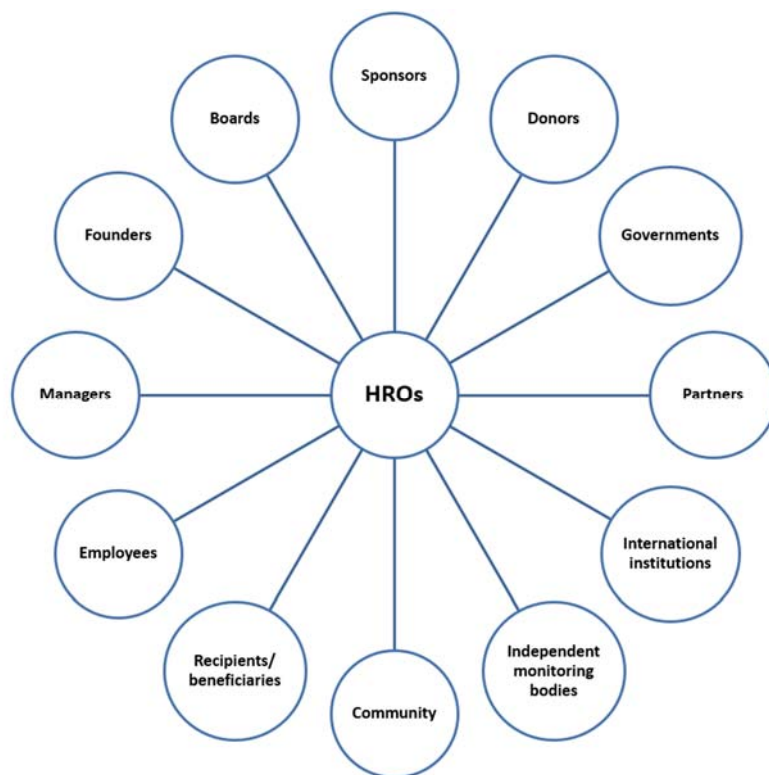 Sponsors
Boards
Donors
Founders
Governments
Managers
HROs
Partners
Employees
International
institutions
Recipients/
beneficiaries
Independent
monitoring
bodies
Community